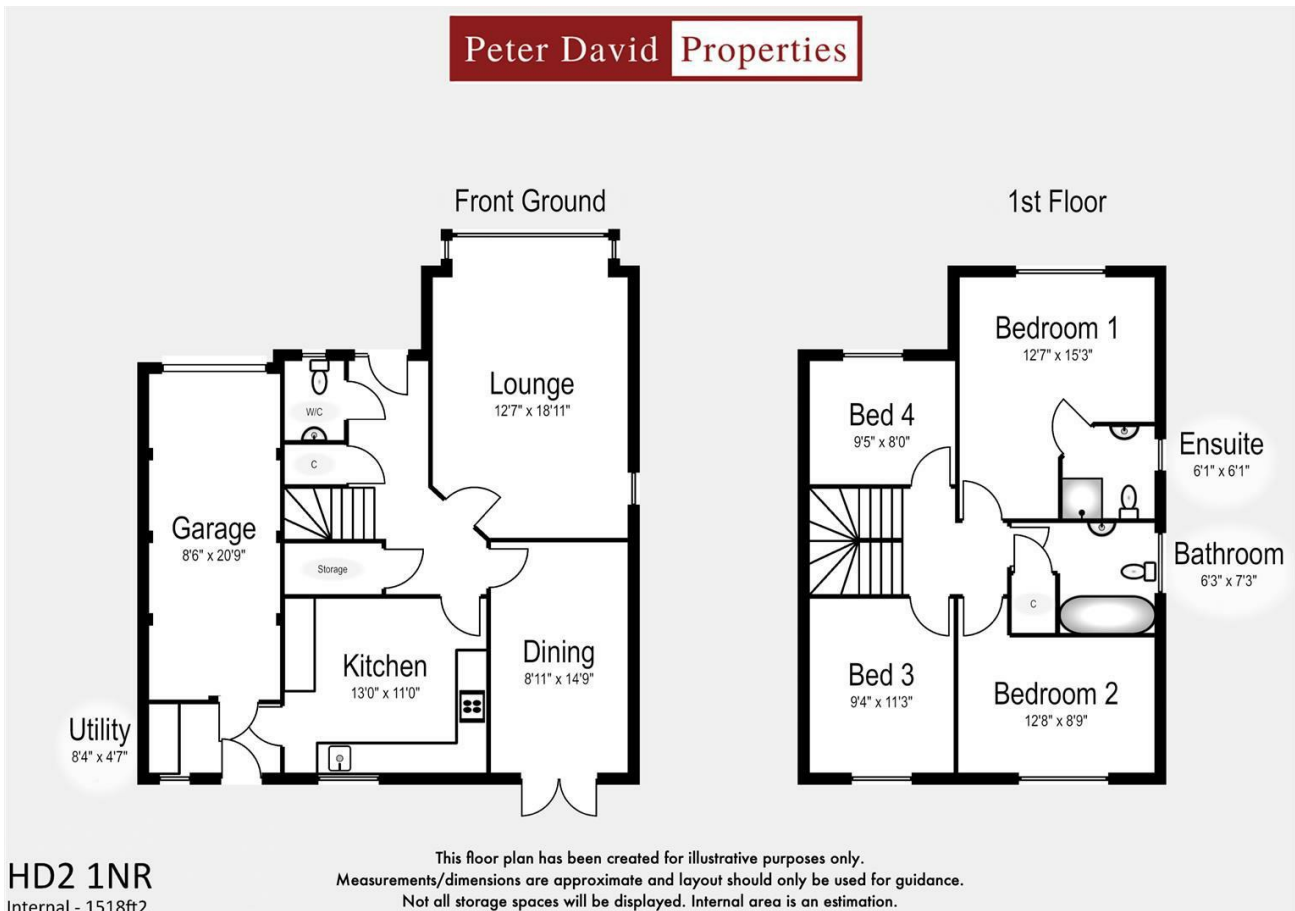 Peter David Properties
Front Ground
1st Floor
Bedroom 1
12'7" x 15'3"
Lounge
12'7" x 18'11"
W/C
Bed 4
9'5" x 8'0"
Ensuite
6'1" x 6'1"
C
Garage
8'6" x 20'9"
Storage
Bathroom
6'3" x 7'3"
C
Kitchen
13'0" x 11'0"
Dining
8'11" x 14'9"
Bed 3
9'4" x 11'3"
Bedroom 2
12'8" x 8'9"
Utility
8'4" x 4'7"
HD2 1NR
Internal - 1518ft2
This floor plan has been created for illustrative purposes only.
Measurements/dimensions are approximate and layout should only be used for guidance.
Not all storage spaces will be displayed. Internal area is an estimation.